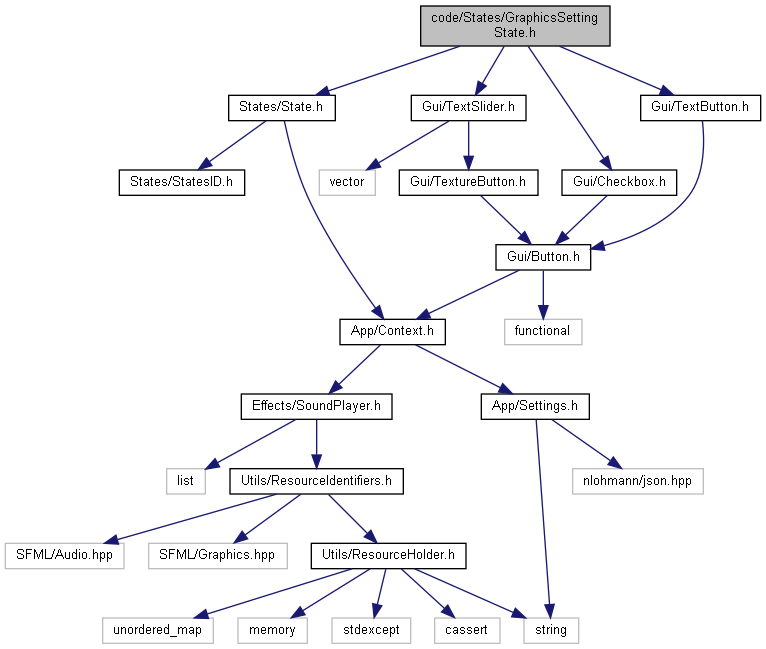 code/States/GraphicsSetting
State.h
States/State.h
Gui/TextSlider.h
Gui/TextButton.h
States/StatesID.h
vector
Gui/TextureButton.h
Gui/Checkbox.h
Gui/Button.h
App/Context.h
functional
Effects/SoundPlayer.h
App/Settings.h
list
Utils/ResourceIdentifiers.h
nlohmann/json.hpp
SFML/Audio.hpp
SFML/Graphics.hpp
Utils/ResourceHolder.h
unordered_map
memory
stdexcept
cassert
string